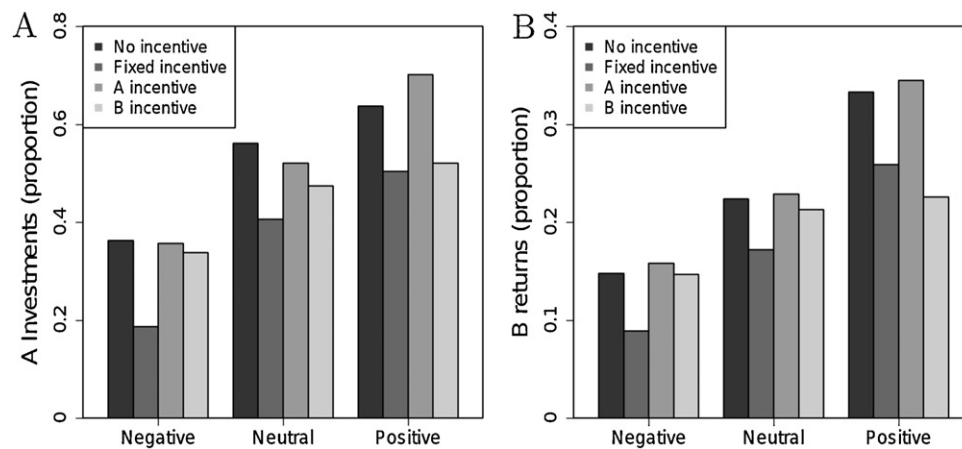 A
A Investments (proportion)
0.8
0.6
0.4
0.2
0
No incentive
Fixed incentive
A incentive
B incentive
Negative
Neutral
Positive
B
B returns (proportion)
0.4
0.3
0.2
0.1
0
No incentive
Fixed incentive
A incentive
B incentive
Negative
Neutral
Positive